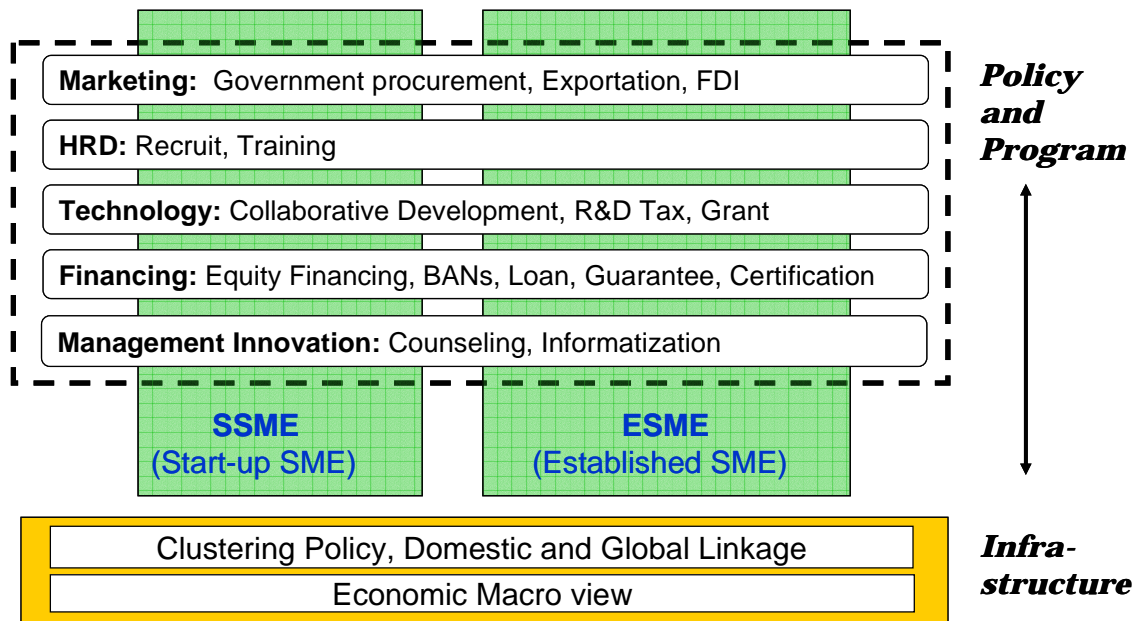 Marketing: Government procurement, Exportation, FDI
HRD: Recruit, Training
Technology: Collaborative Development, R&D Tax, Grant
Financing: Equity Financing, BANs, Loan, Guarantee, Certification
Management Innovation: Counseling, Informatization
Policy
and
Program
SSME
(Start-up SME)
ESME
(Established SME)
Clustering Policy, Domestic and Global Linkage
Economic Macro view
Infra-
structure